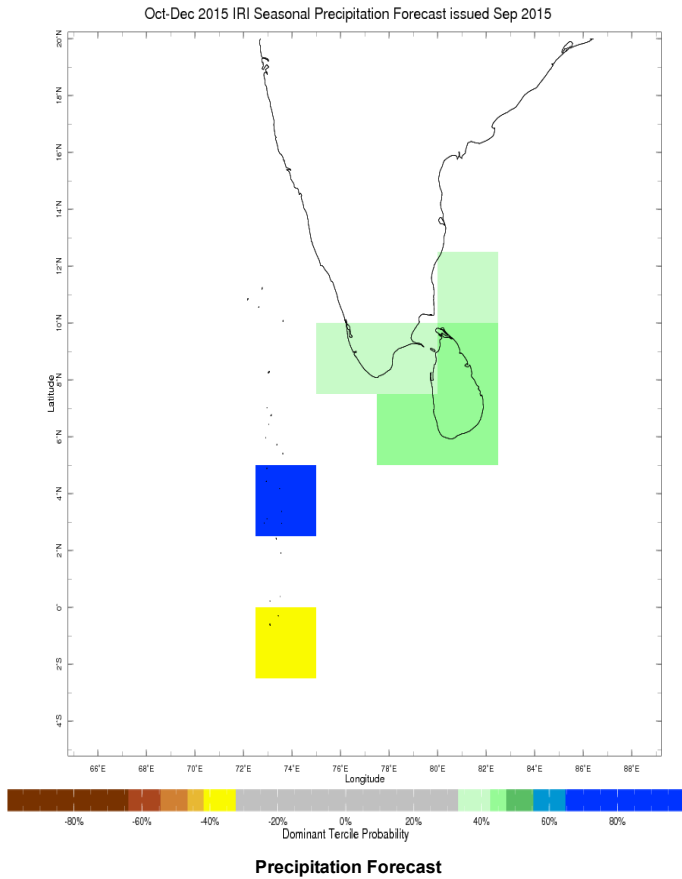 Oct-Dec 2015 IRI Seasonal Precipitation Forecast issued Sep 2015
20°N
18°N
16°N
14°N
12°N
10°N
8°N
6°N
4°N
2°N
0°
2°S
4°S
Latitude
66°E 68°E 70°E 72°E 74°E 76°E 78°E 80°E 82°E 84°E 86°E 88°E
Longitude
-80% -60% -40% -20% 0% 20% 40% 60% 80%
Dominant Tercile Probability
Precipitation Forecast